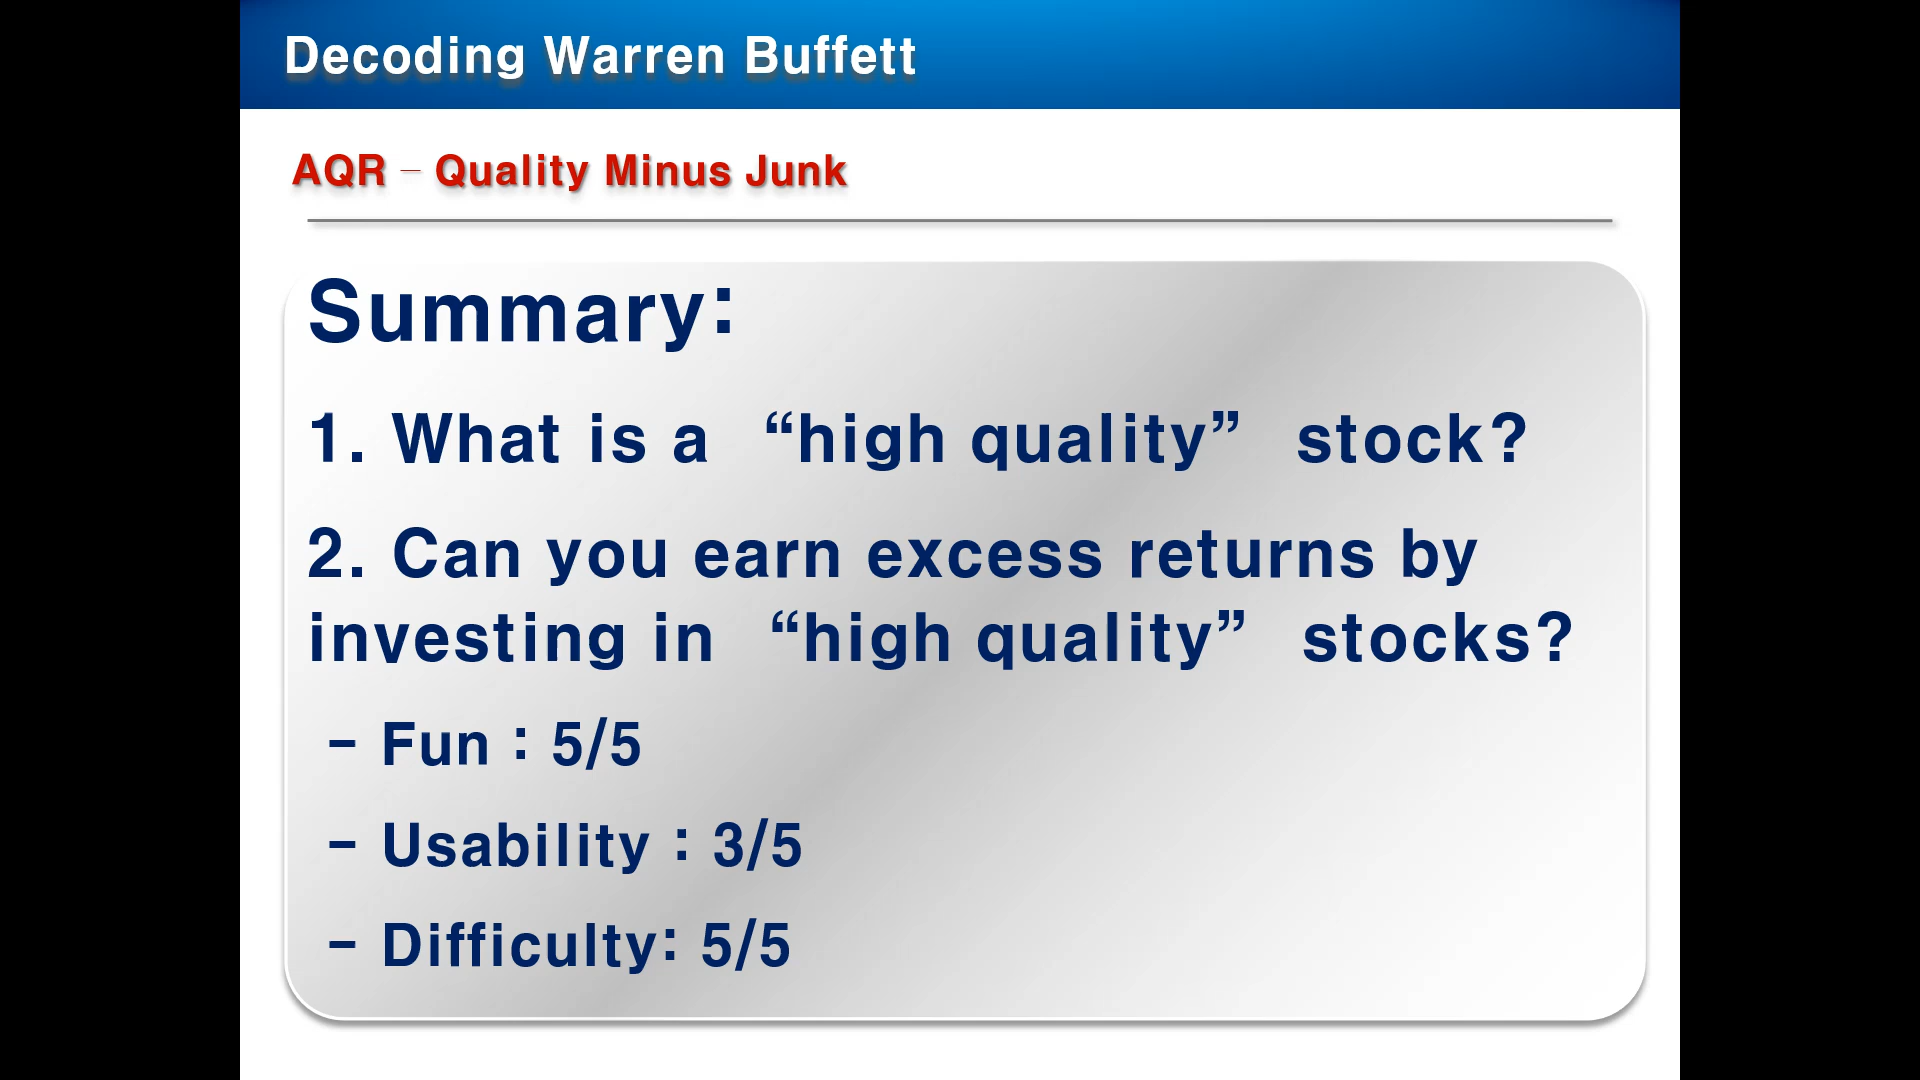 Decoding Warren Buffett
AQR – Quality Minus Junk
Summary:
1. What is a “high quality” stock?
2. Can you earn excess returns by
investing in “high quality” stocks?
- Fun : 5/5
- Usability : 3/5
- Difficulty: 5/5